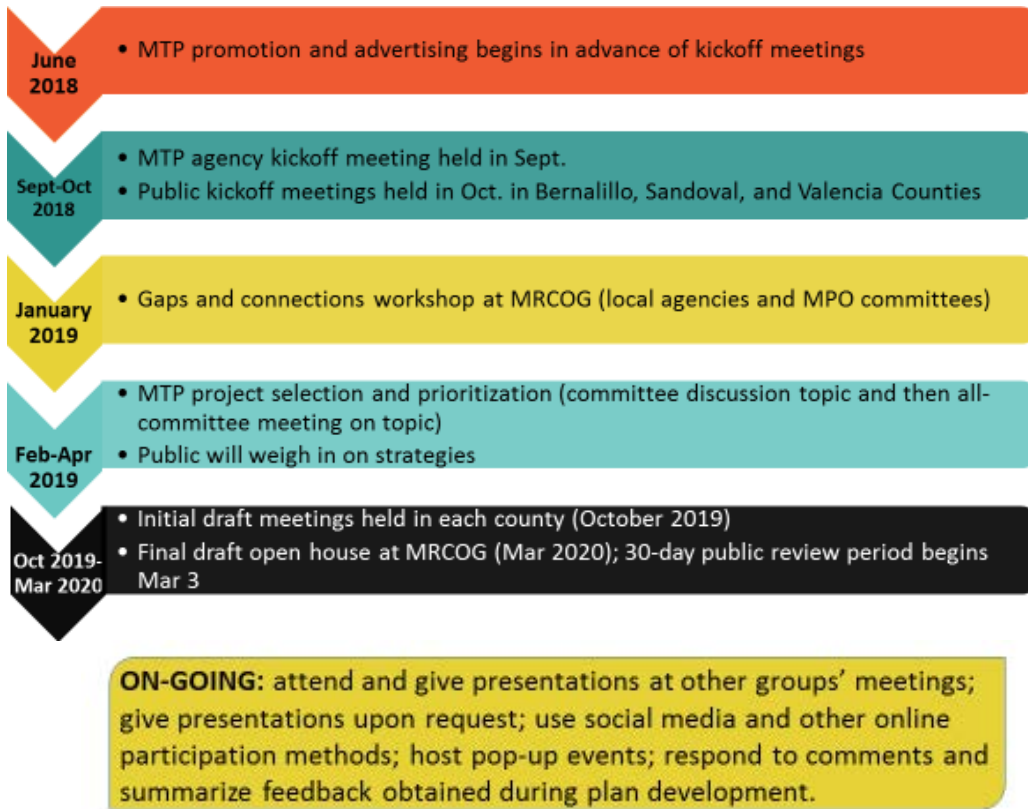 June
2018
• MTP promotion and advertising begins in advance of kickoff meetings
Sept-Oct
2018
• MTP agency kickoff meeting held in Sept.
• Public kickoff meetings held in Oct. in Bernalillo, Sandoval, and Valencia Counties
January
2019
• Gaps and connections workshop at MRCOG (local agencies and MPO committees)
Feb-Apr
2019
• MTP project selection and prioritization (committee discussion topic and then all-
committee meeting on topic)
• Public will weigh in on strategies
Oct 2019-
Mar 2020
• Initial draft meetings held in each county (October 2019)
• Final draft open house at MRCOG (Mar 2020); 30-day public review period begins
Mar 3
ON-GOING: attend and give presentations at other groups’ meetings;
give presentations upon request; use social media and other online
participation methods; host pop-up events; respond to comments and
summarize feedback obtained during plan development.